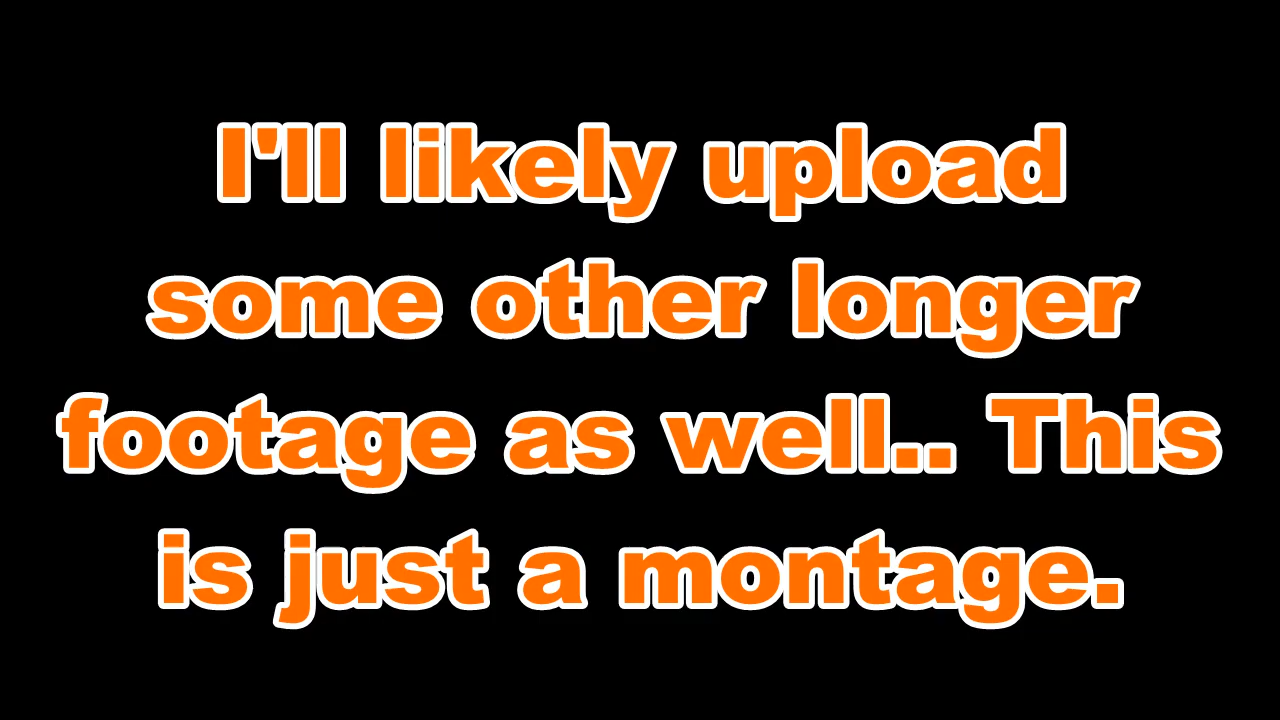 I'll likely upload
some other longer
footage as well.. This
is just a montage.